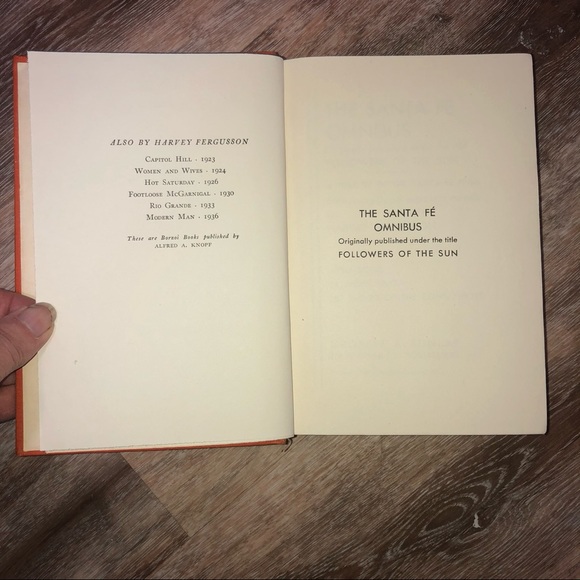 ALSO BY HARVEY FERGUSSON
CAPITOL HILL · 1923
WOMEN AND WIVES · 1924
HOT SATURDAY · 1926
FOOTLOOSE MCGARNIGAL · 1930
RIO GRANDE · 1933
MODERN MAN · 1936
These are Borzoi Books published by
ALFRED A. KNOPF
THE SANTA FÉ
OMNIBUS
Originally published under the title
FOLLOWERS OF THE SUN